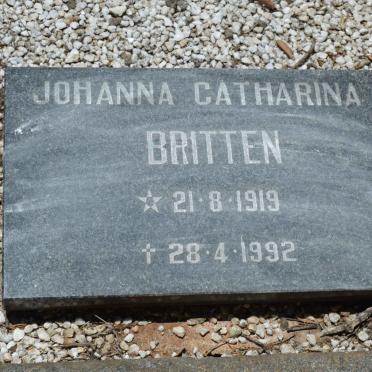 JOHANNA CATHARINA
BRITTEN
☆ 21·8·1919
✝ 28·4·1992